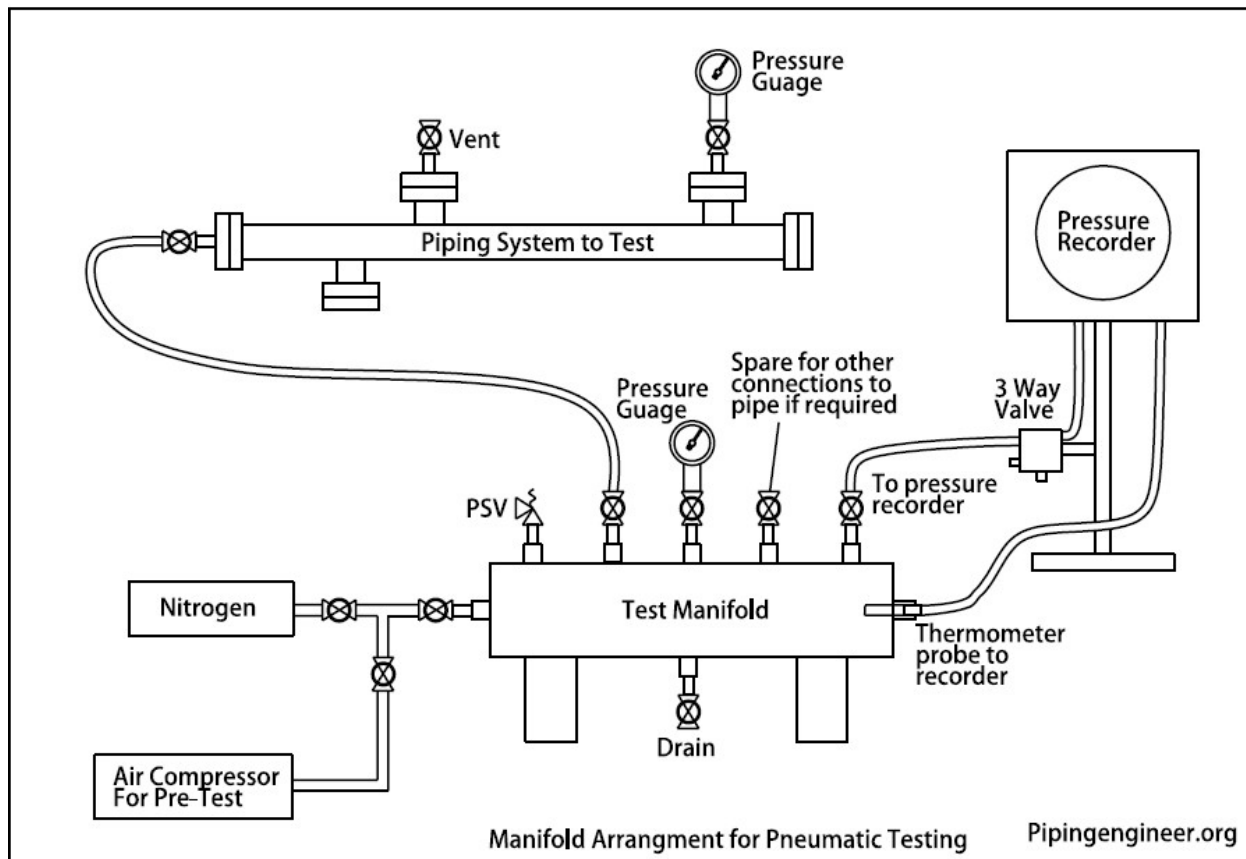 Pressure
Guage
Vent
Piping System to Test
Pressure
Recorder
Spare for other
connections to
pipe if required
Pressure
Guage
3 Way
Valve
PSV
To pressure
recorder
Nitrogen
Test Manifold
Thermometer
probe to
recorder
Drain
Air Compressor
For Pre-Test
Manifold Arrangment for Pneumatic Testing
Pipingengineer.org